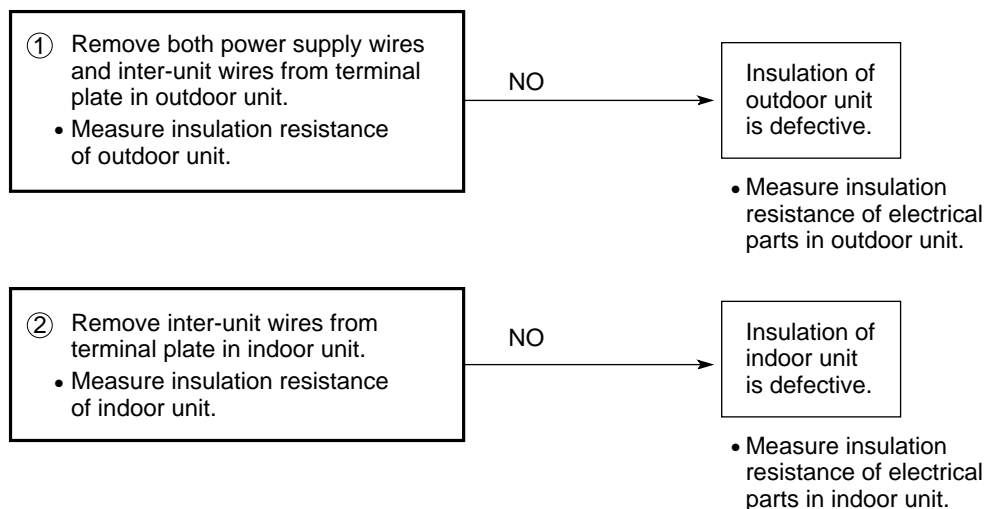 ① Remove both power supply wires
and inter-unit wires from terminal
plate in outdoor unit.
• Measure insulation resistance
of outdoor unit.
NO
Insulation of
outdoor unit
is defective.
• Measure insulation
resistance of electrical
parts in outdoor unit.
② Remove inter-unit wires from
terminal plate in indoor unit.
• Measure insulation resistance
of indoor unit.
NO
Insulation of
indoor unit
is defective.
• Measure insulation
resistance of electrical
parts in indoor unit.